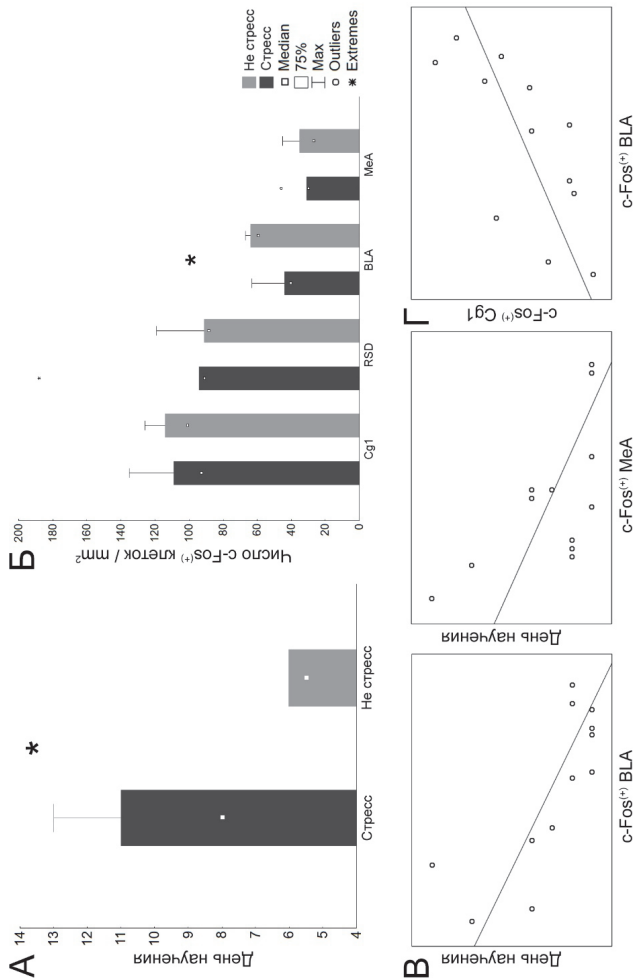 А
День научения
14
13
12
11
10
9
8
7
6
5
4
*
Стресс
Не стресс
Б
Число c-Fos⁽⁺⁾ клеток / mm²
200
180
160
140
120
100
80
60
40
20
0
*
*
Cg1
RSD
BLA
MeA
Не стресс
Стресс
Median
75%
Max
Outliers
Extremes
В
День научения
c-Fos⁽⁺⁾ BLA
День научения
c-Fos⁽⁺⁾ MeA
Г
c-Fos⁽⁺⁾ Cg1
c-Fos⁽⁺⁾ BLA